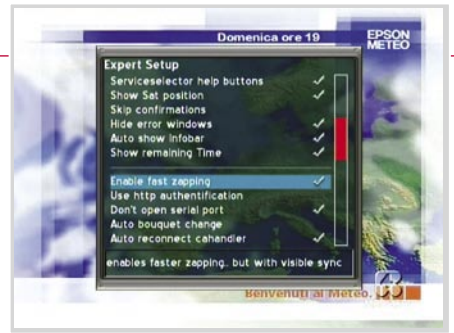 Domenica ore 19
EPSON
METEO
Expert Setup
Serviceselector help buttons
Show Sat position
Skip confirmations
Hide error windows
Auto show infobar
Show remaining Time
Enable fast zapping
Use http authentification
Don't open serial port
Auto bouquet change
Auto reconnect cahandler
enables faster zapping.. but with visible sync
Benvenuti al Meteo.